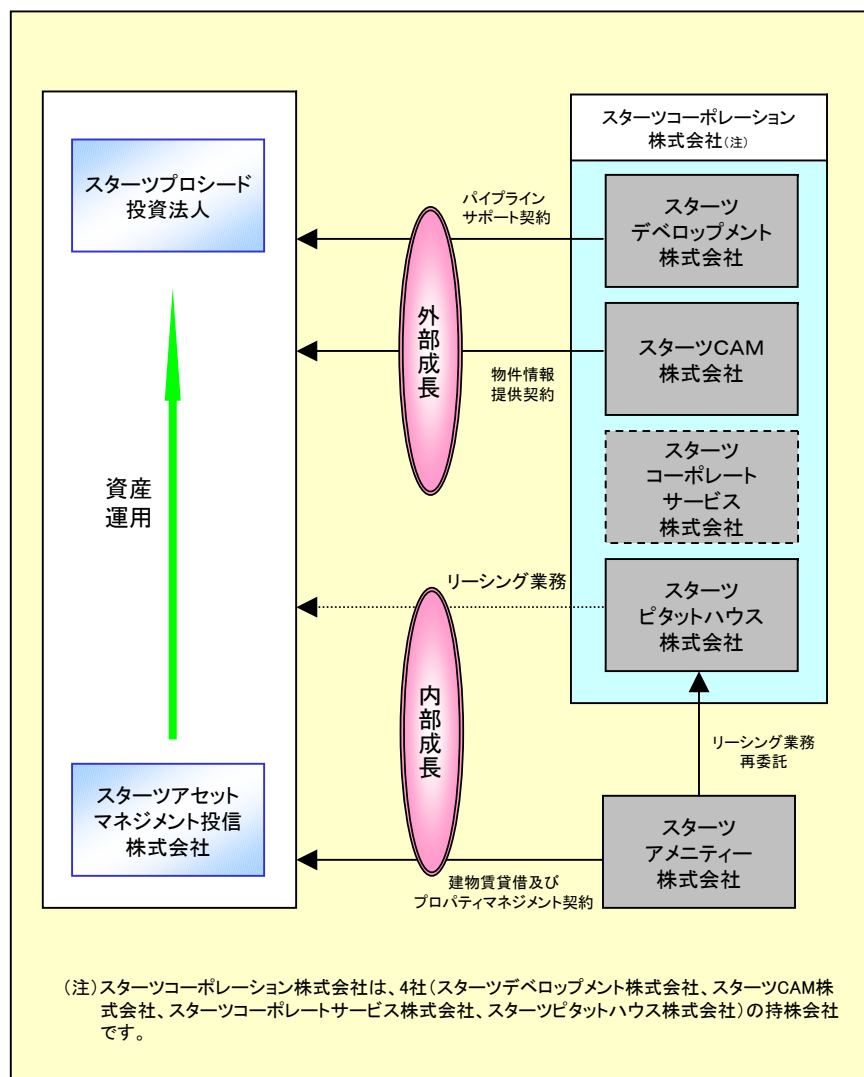 スターツプロシード
投資法人
資産
運用
スターツアセット
マネジメント投信
株式会社
外部成長
内部成長
パイプライン
サポート契約
物件情報
提供契約
リーシング業務
建物賃貸借及び
プロパティマネジメント契約
スターツコーポレーション
株式会社(注)
スターツ
デベロップメント
株式会社
スターツCAM
株式会社
スターツ
コーポレート
サービス
株式会社
スターツ
ピタットハウス
株式会社
リーシング業務
再委託
スターツ
アメニティー
株式会社
(注)スターツコーポレーション株式会社は、4社(スターツデベロップメント株式会社、スターツCAM株
式会社、スターツコーポレートサービス株式会社、スターツピタットハウス株式会社)の持株会社
です。